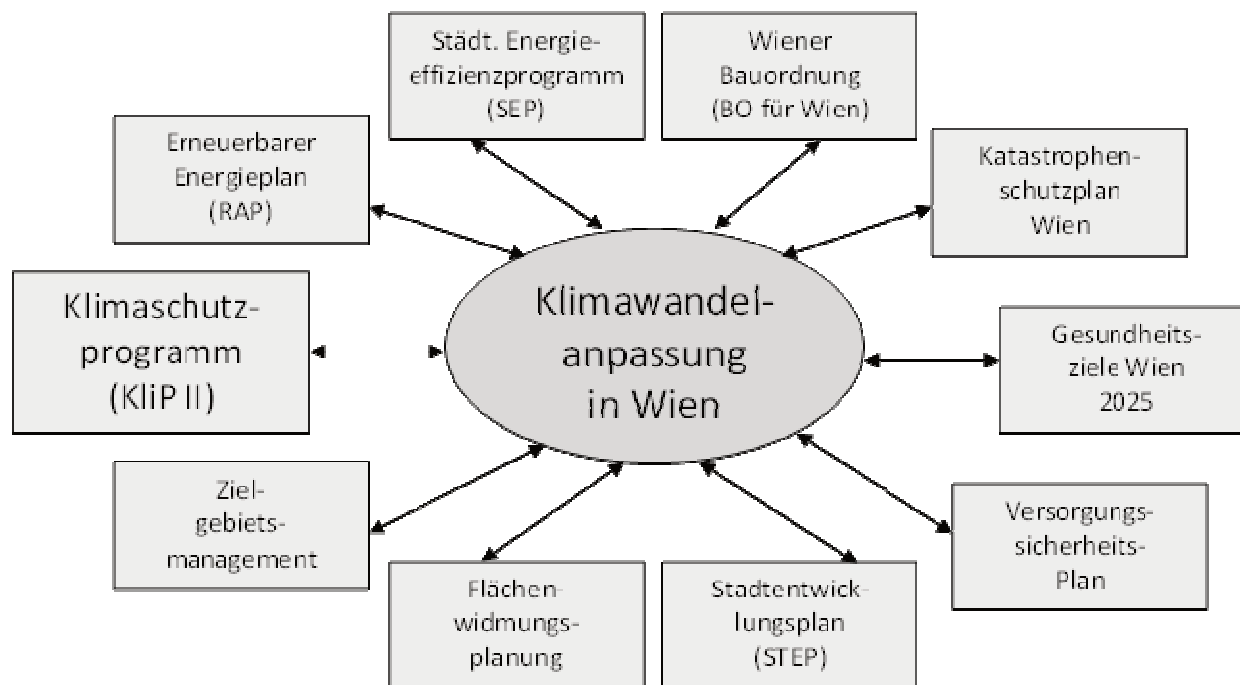 Städt. Energie-
effizienzprogramm
(SEP)
Wiener
Bauordnung
(BO für Wien)
Erneuerbarer
Energieplan
(RAP)
Katastrophen-
schutzplan
Wien
Klimaschutz-
programm
(KliP II)
Klimawandel-
anpassung
in Wien
Gesundheits-
ziele Wien
2025
Ziel-
gebiets-
management
Versorgungs-
sicherheits-
Plan
Flächen-
widmungs-
planung
Stadtentwick-
lungsplan
(STEP)